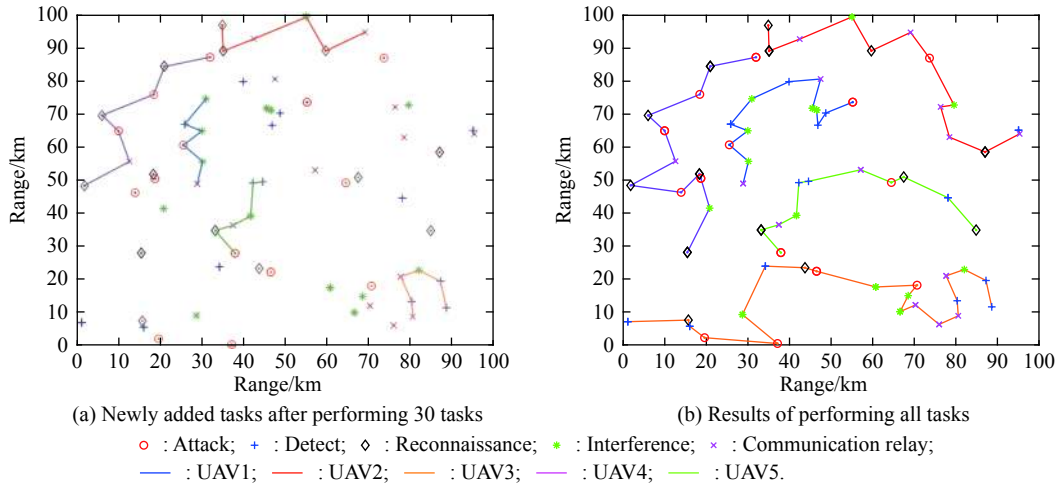 100
90
80
70
60
50
40
30
20
10
0
Range/km
0 10 20 30 40 50 60 70 80 90 100
Range/km
(a) Newly added tasks after performing 30 tasks
100
90
80
70
60
50
40
30
20
10
0
Range/km
0 10 20 30 40 50 60 70 80 90 100
Range/km
(b) Results of performing all tasks
: Attack; : Detect; : Reconnaissance; : Interference; : Communication relay;
: UAV1; : UAV2; : UAV3; : UAV4; : UAV5.